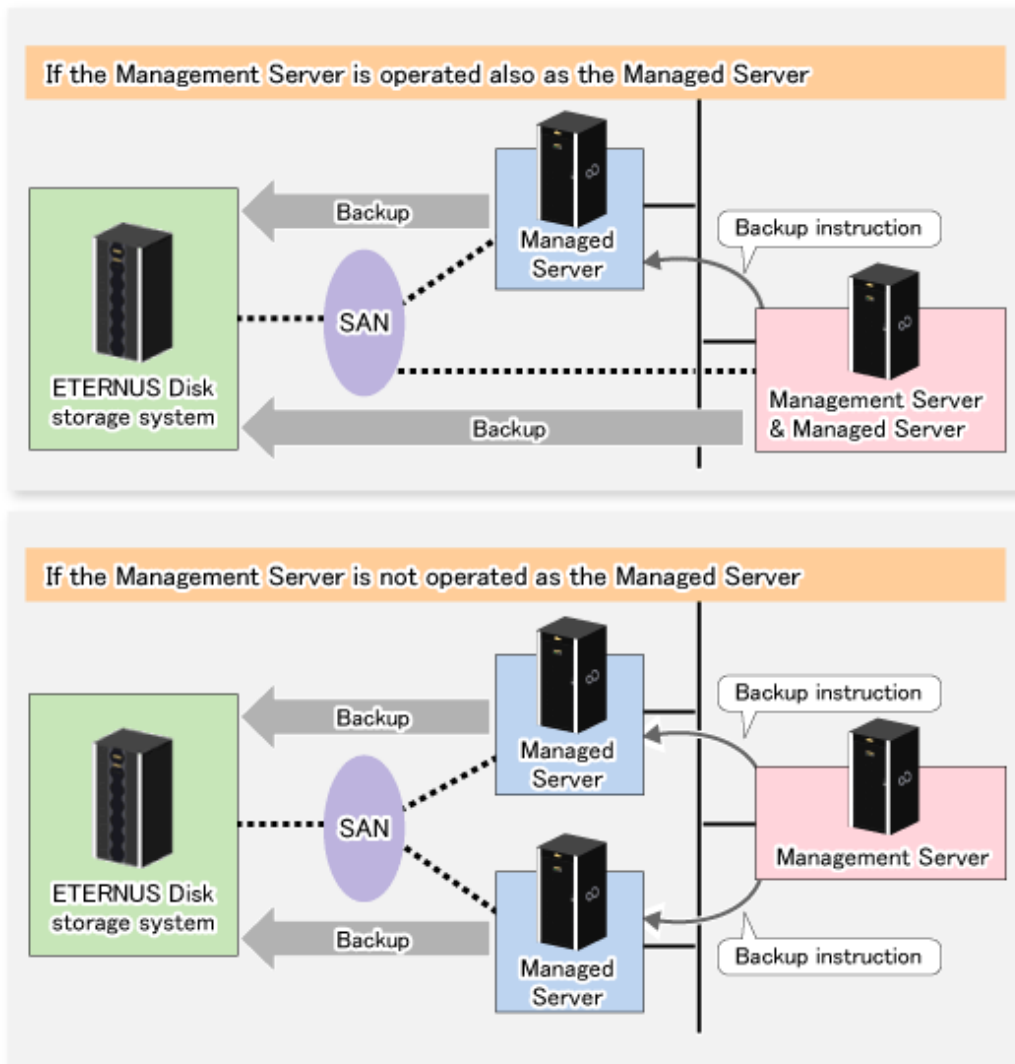 If the Management Server is operated also as the Managed Server
Backup
Managed
Server
Backup instruction
SAN
ETERNUS Disk
storage system
Management Server
& Managed Server
Backup
If the Management Server is not operated as the Managed Server
Backup
Managed
Server
Backup instruction
SAN
Management Server
ETERNUS Disk
storage system
Backup
Managed
Server
Backup instruction